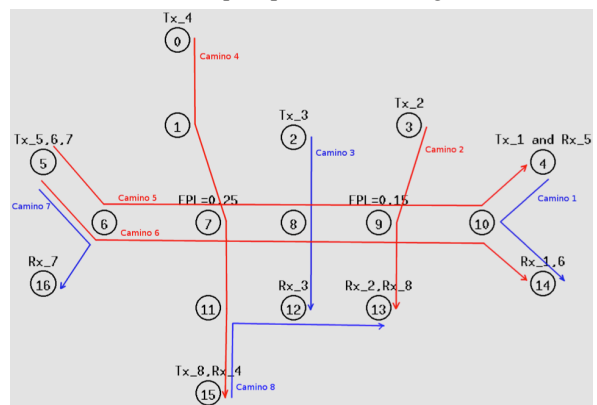 Tx_4
0
Camino 4
1
Tx_3
2
Camino 3
Tx_2
3
Camino 2
Tx_5,6,7
5
Tx_1 and Rx_5
4
Camino 7
Camino 5
EPL=0.25
EPL=0.15
Camino 1
6
7
8
9
10
Camino 6
Rx_7
16
Rx_3
12
Rx_2,Rx_8
13
Rx_1,6
14
11
Tx_8,Rx_4
15
Camino 8